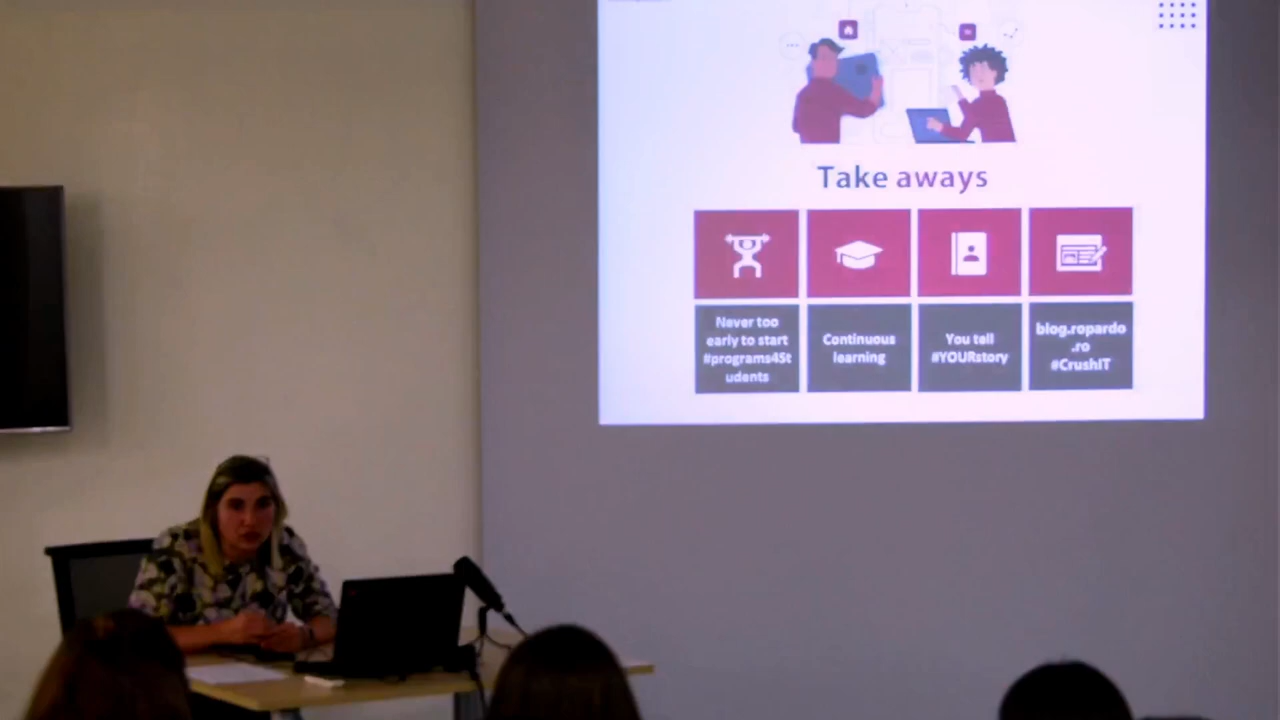 Take aways
Never too
early to start
#programs4St
udents
Continuous
learning
You tell
#YOURstory
blog.ropardo
.ro
#CrushIT